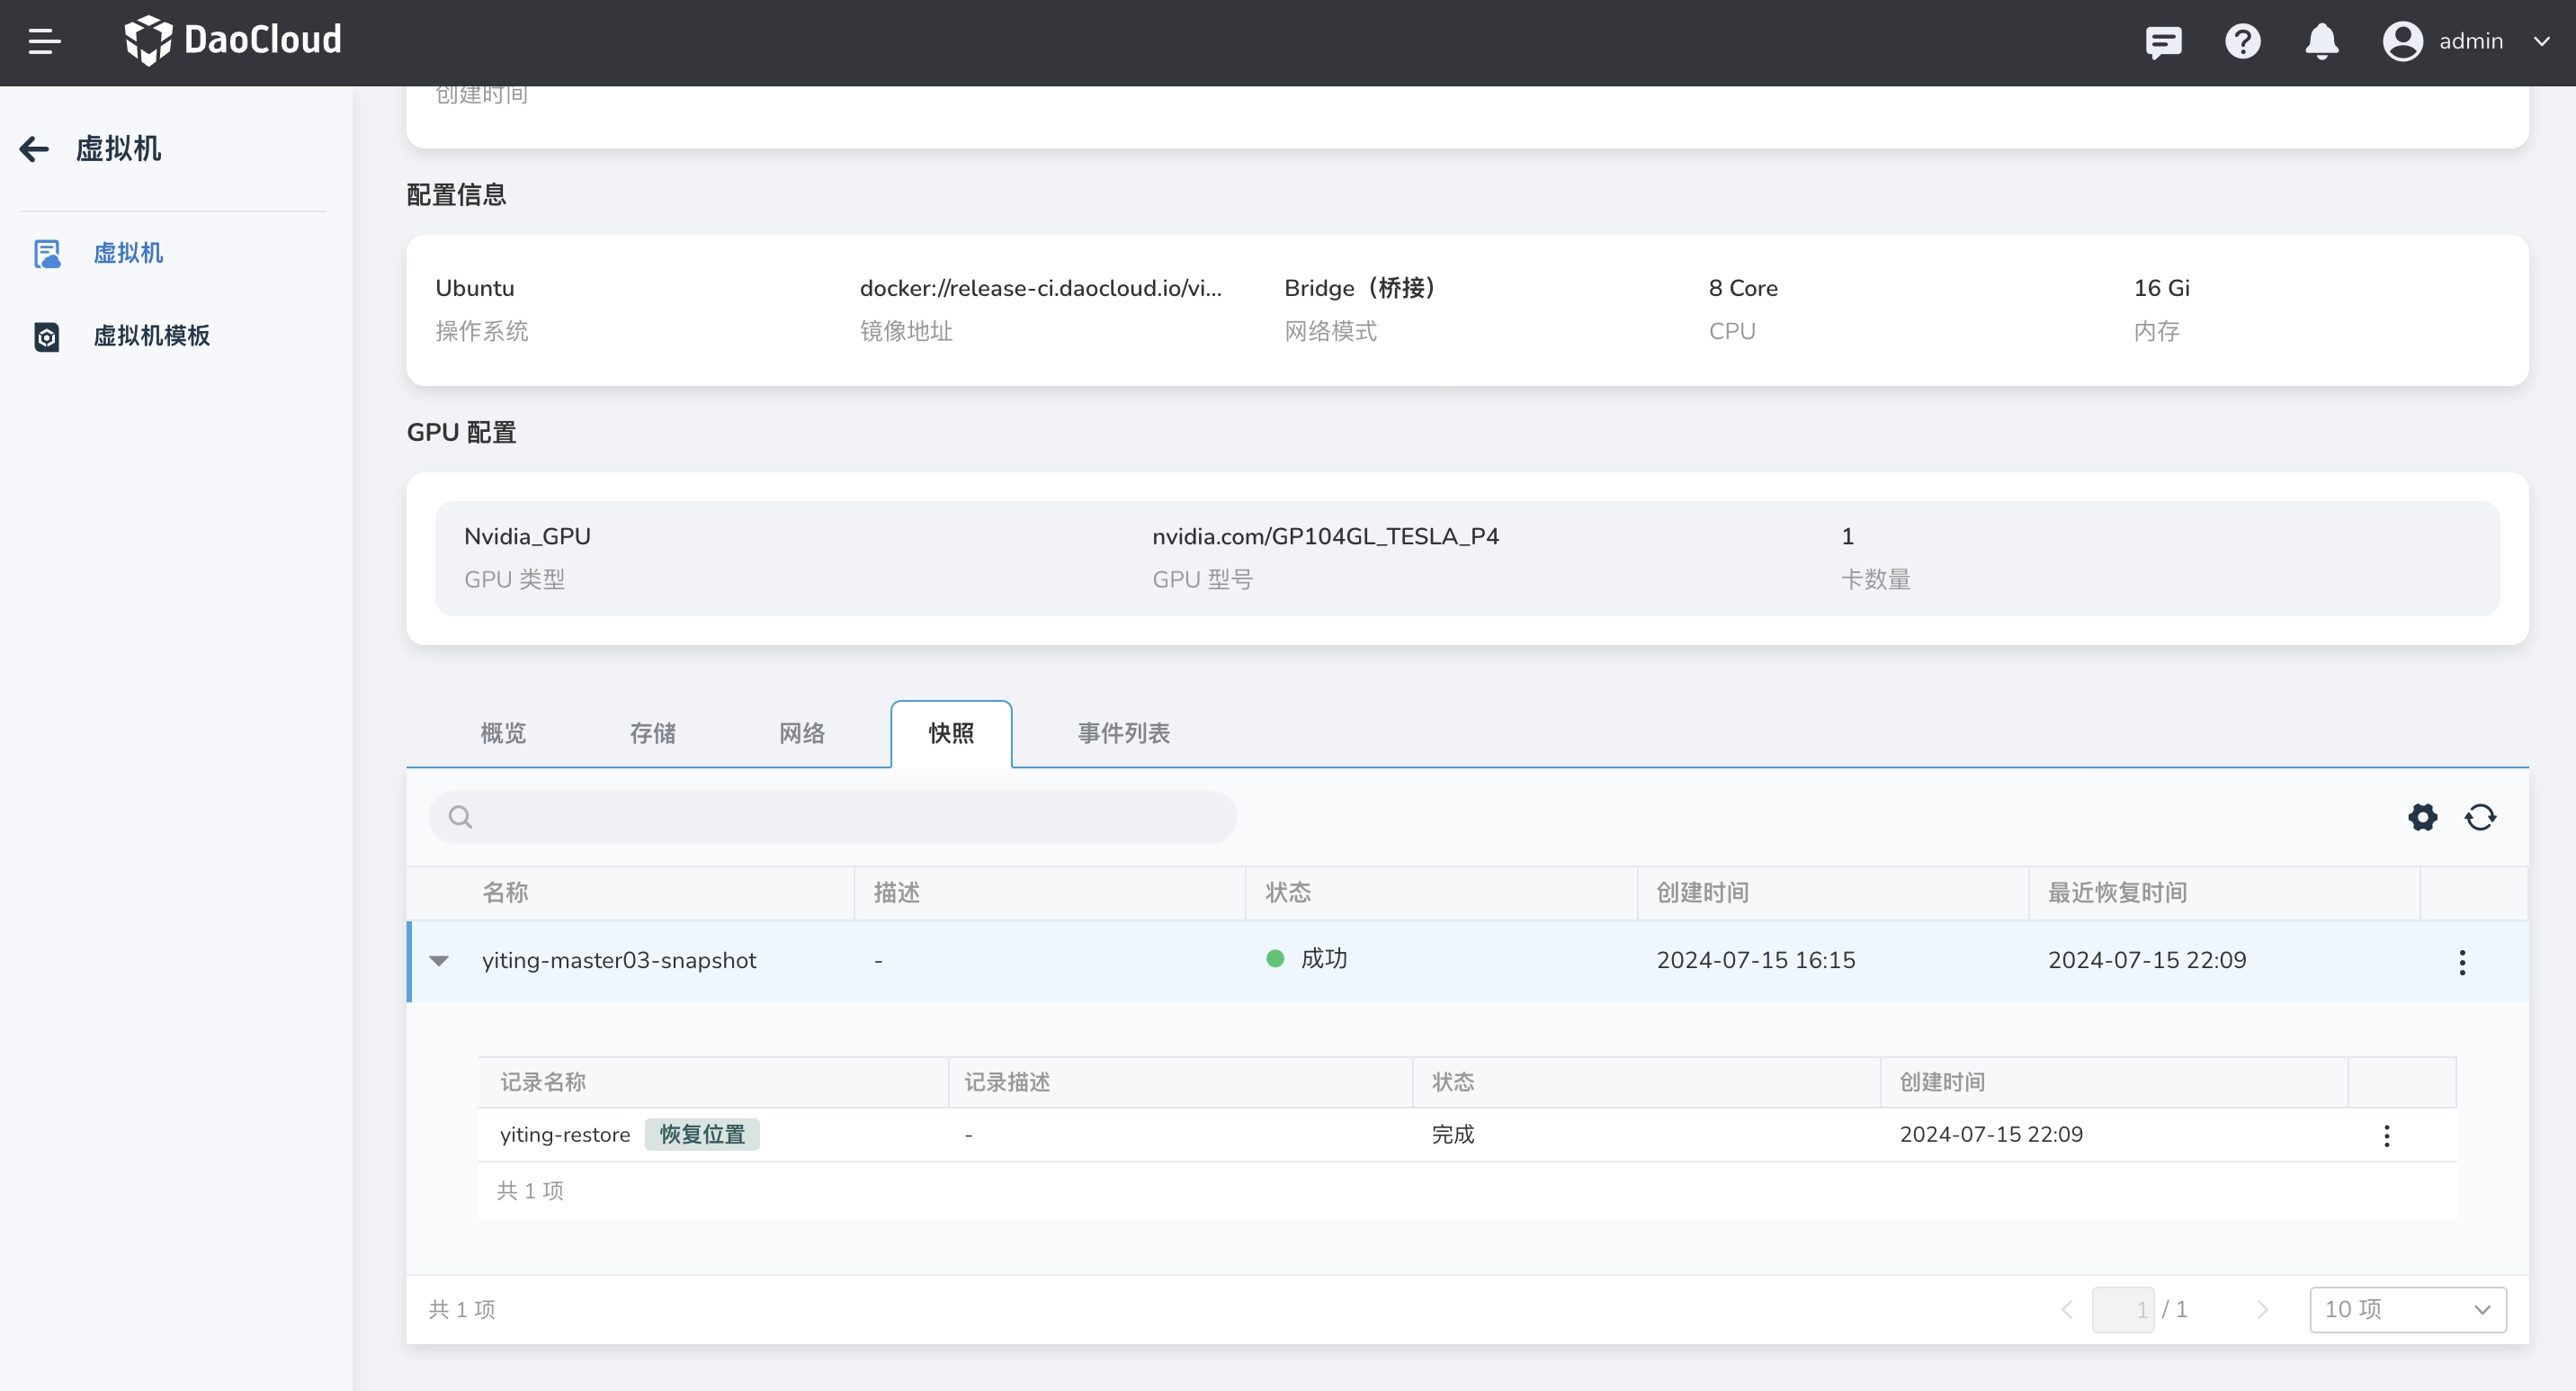 DaoCloud
admin
虚拟机
虚拟机
虚拟机模板
创建时间
配置信息
Ubuntu
docker://release-ci.daocloud.io/vi...
Bridge（桥接）
8 Core
16 Gi
操作系统
镜像地址
网络模式
CPU
内存
GPU 配置
Nvidia_GPU
nvidia.com/GP104GL_TESLA_P4
1
GPU 类型
GPU 型号
卡数量
概览
存储
网络
快照
事件列表
名称
描述
状态
创建时间
最近恢复时间
yiting-master03-snapshot
-
成功
2024-07-15 16:15
2024-07-15 22:09
记录名称
记录描述
状态
创建时间
yiting-restore 恢复位置
-
完成
2024-07-15 22:09
共 1 项
共 1 项
1 / 1
10 项